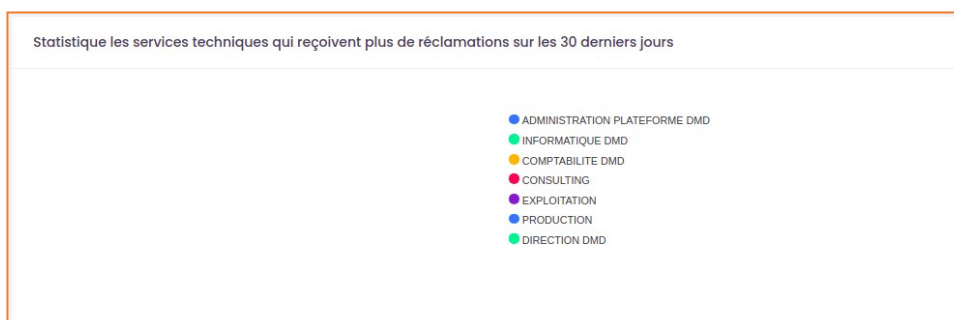 Statistique les services techniques qui reçoivent plus de réclamations sur les 30 derniers jours
ADMINISTRATION PLATEFORME DMD
INFORMATIQUE DMD
COMPTABILITE DMD
CONSULTING
EXPLOITATION
PRODUCTION
DIRECTION DMD